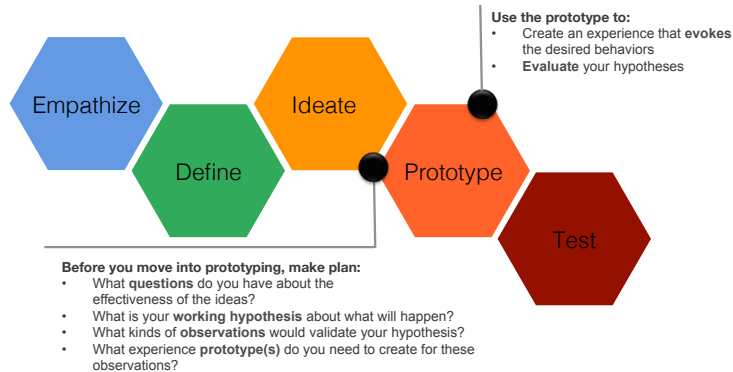 Use the prototype to:
• Create an experience that evokes
the desired behaviors
• Evaluate your hypotheses
Empathize
Ideate
Define
Prototype
Test
Before you move into prototyping, make plan:
• What questions do you have about the
effectiveness of the ideas?
• What is your working hypothesis about what will happen?
• What kinds of observations would validate your hypothesis?
• What experience prototype(s) do you need to create for these
observations?